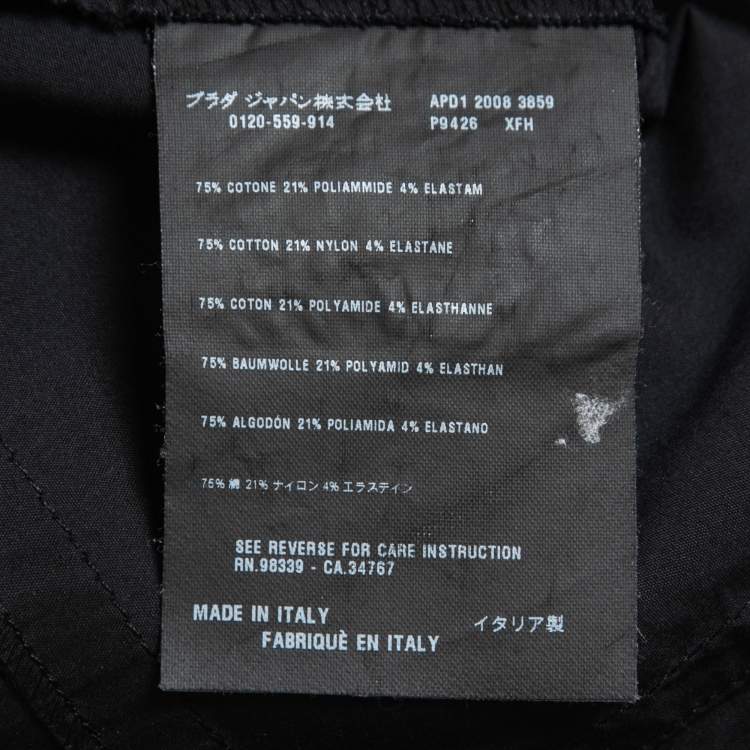 プラダ ジャパン株式会社 APD1 2008 3859
0120-559-914 P9426 XFH
75% COTONE 21% POLIAMMIDE 4% ELASTAM
75% COTTON 21% NYLON 4% ELASTANE
75% COTON 21% POLYAMIDE 4% ELASTHANNE
75% BAUMWOLLE 21% POLYAMID 4% ELASTHAN
75% ALGODÓN 21% POLIAMIDA 4% ELASTANO
75% 綿 21% ナイロン 4% エラステイン
SEE REVERSE FOR CARE INSTRUCTION
RN.98339 - CA.34767
MADE IN ITALY イタリア製
FABRIQUÈ EN ITALY